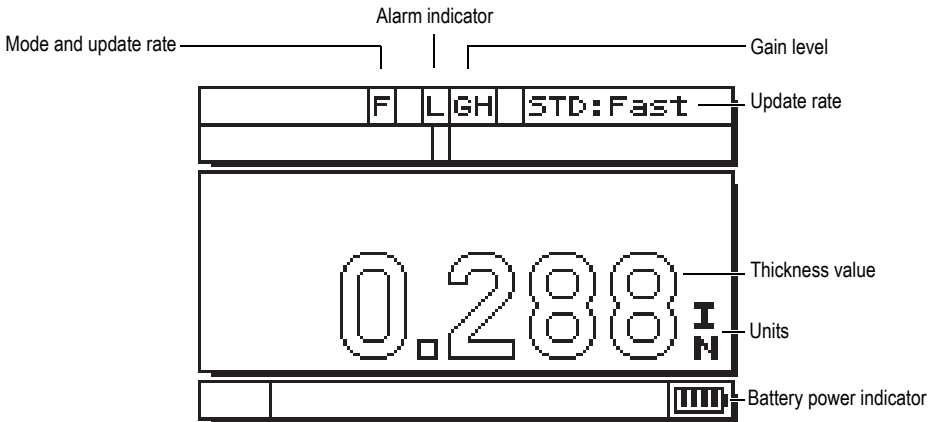 Alarm indicator
Mode and update rate
Gain level
F L GH STD:Fast
Update rate
0.288
Thickness value
IN
Units
Battery power indicator